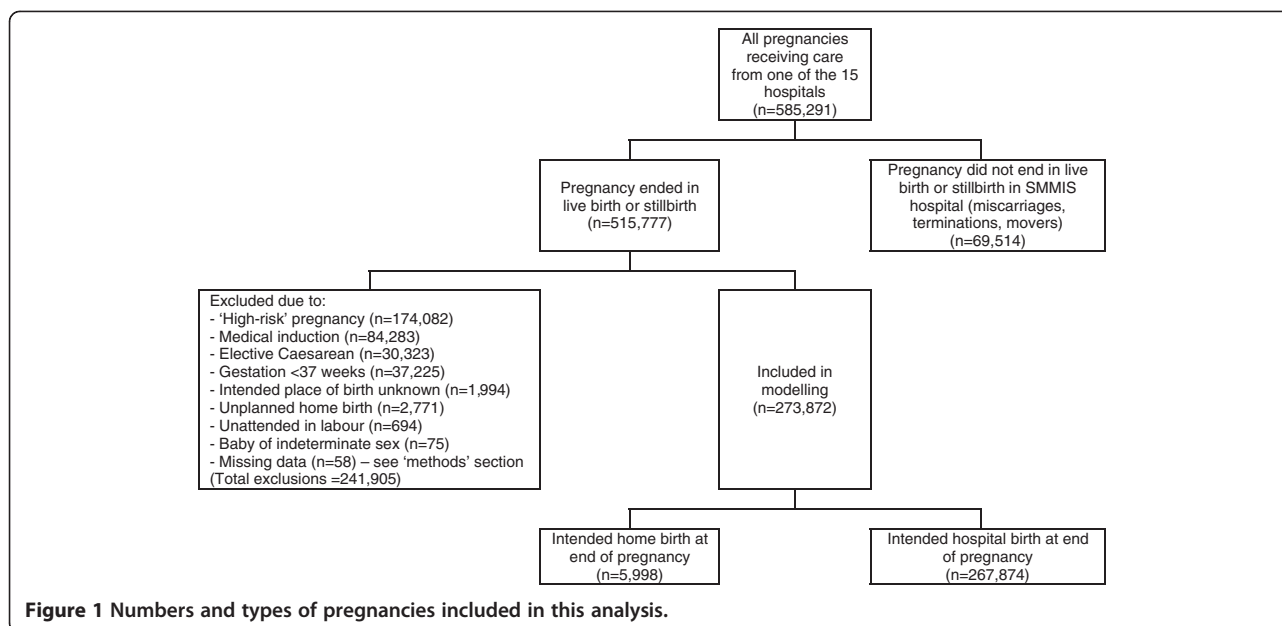 All pregnancies
receiving care
from one of the 15
hospitals
(n=585,291)
Pregnancy ended in
live birth or stillbirth
(n=515,777)
Pregnancy did not end in live
birth or stillbirth in SMMIS
hospital (miscarriages,
terminations, movers)
(n=69,514)
Excluded due to:
- ‘High-risk’ pregnancy (n=174,082)
- Medical induction (n=84,283)
- Elective Caesarean (n=30,323)
- Gestation <37 weeks (n=37,225)
- Intended place of birth unknown (n=1,994)
- Unplanned home birth (n=2,771)
- Unattended in labour (n=694)
- Baby of indeterminate sex (n=75)
- Missing data (n=58) – see ‘methods’ section
(Total exclusions =241,905)
Included in
modelling
(n=273,872)
Intended home birth at
end of pregnancy
(n=5,998)
Intended hospital birth at end
of pregnancy
(n=267,874)
Figure 1 Numbers and types of pregnancies included in this analysis.